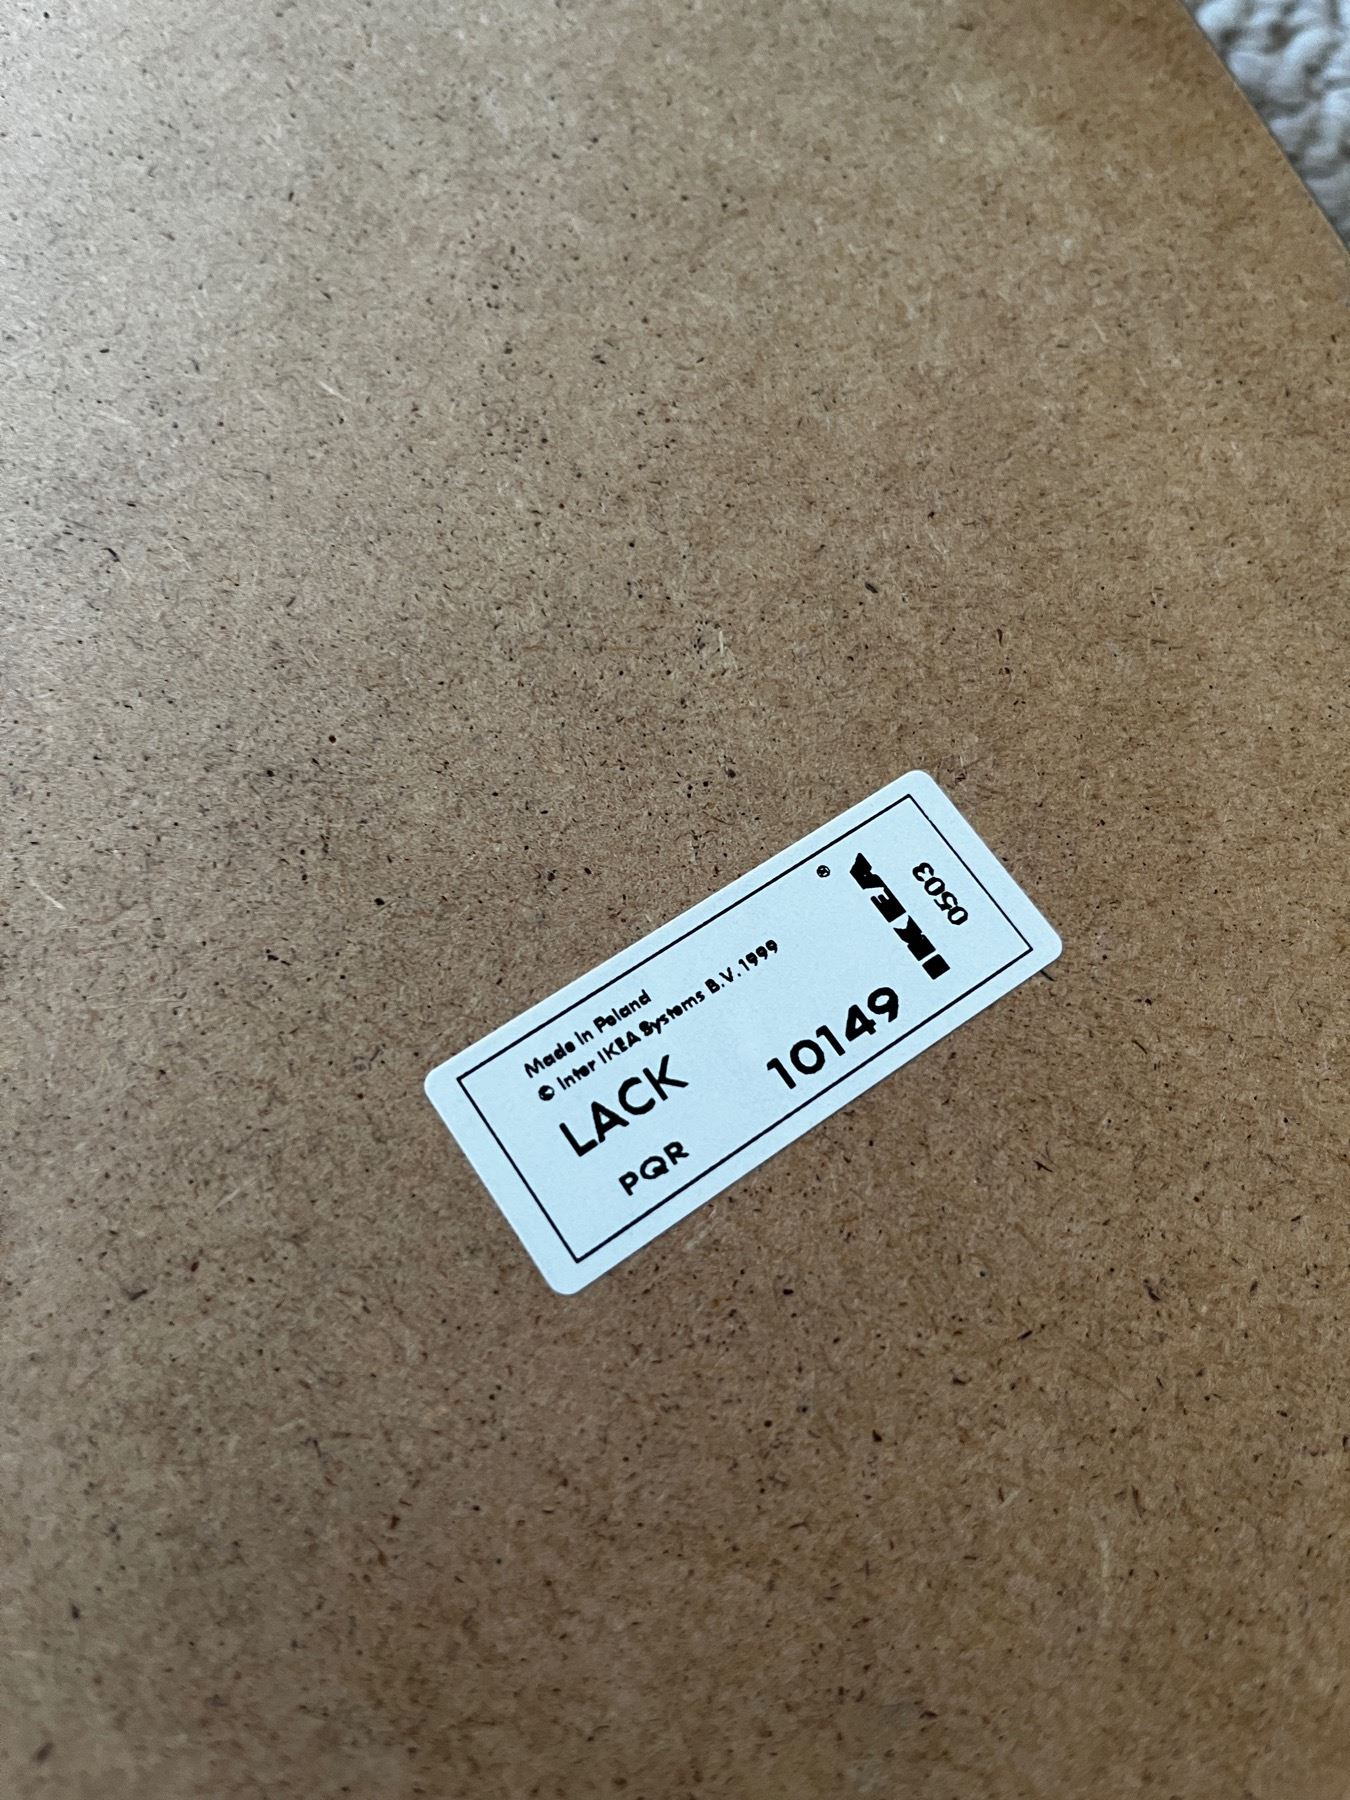 Made in Poland
© Inter IKEA Systems B.V. 1999
LACK
10149
PQR
®
IKEA
0503